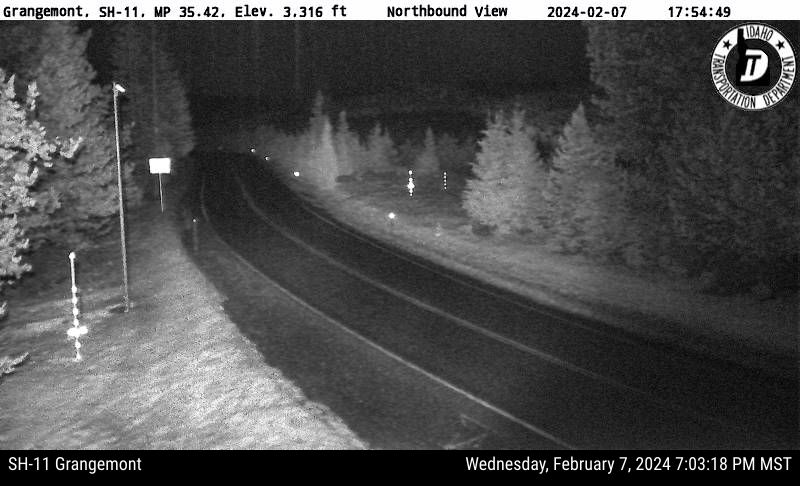 Grangemont, SH-11, MP 35.42, Elev. 3,316 ft Northbound View 2024-02-07 17:54:49
IDAHO
TRANSPORTATION DEPARTMENT
SH-11 Grangemont Wednesday, February 7, 2024 7:03:18 PM MST